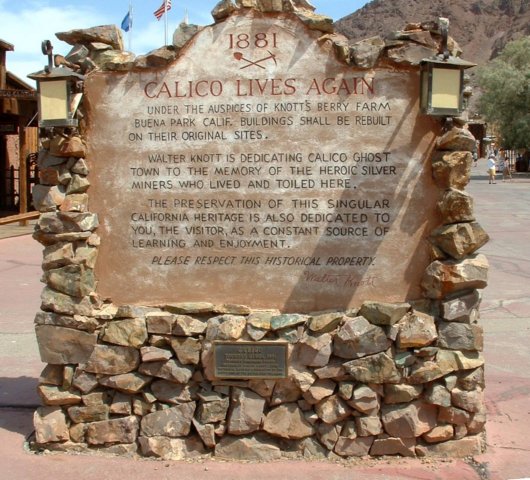 1881
CALICO LIVES AGAIN
UNDER THE AUSPICES OF KNOTT'S BERRY FARM
BUENA PARK CALIF. BUILDINGS SHALL BE REBUILT
ON THEIR ORIGINAL SITES.
WALTER KNOTT IS DEDICATING CALICO GHOST
TOWN TO THE MEMORY OF THE HEROIC SILVER
MINERS WHO LIVED AND TOILED HERE.
THE PRESERVATION OF THIS SINGULAR
CALIFORNIA HERITAGE IS ALSO DEDICATED TO
YOU, THE VISITOR, AS A CONSTANT SOURCE OF
LEARNING AND ENJOYMENT.
PLEASE RESPECT THIS HISTORICAL PROPERTY.
Walter Knott
CALICO